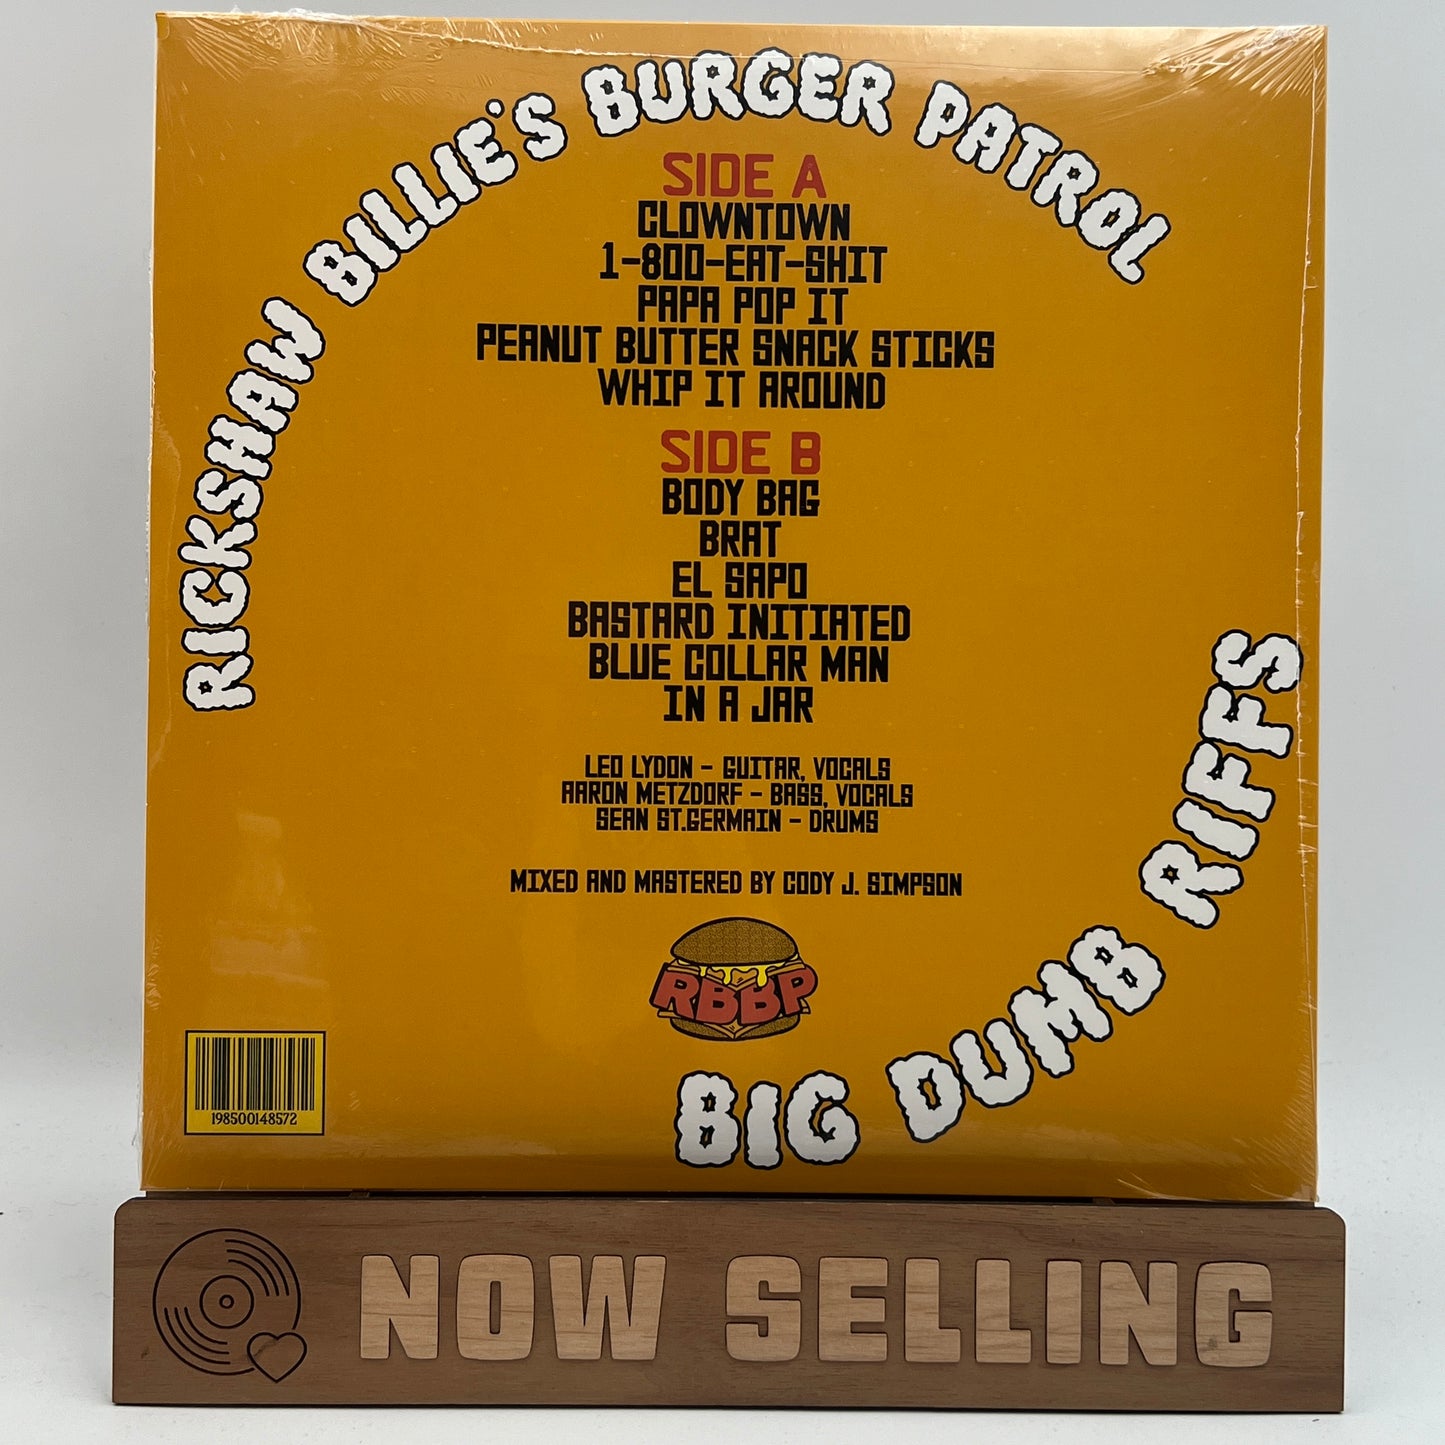 RICKSHAW BILLIE'S BURGER PATROL
SIDE A
CLOWNTOWN
1-800-EAT-SHIT
PAPA POP IT
PEANUT BUTTER SNACK STICKS
WHIP IT AROUND
SIDE B
BODY BAG
BRAT
EL SAPO
BASTARD INITIATED
BLUE COLLAR MAN
IN A JAR
LEO LYDON - GUITAR, VOCALS
AARON METZDORF - BASS, VOCALS
SEAN ST.GERMAIN - DRUMS
MIXED AND MASTERED BY CODY J. SIMPSON
RBBP
BIG DUMB RIFFS
198500148572
NOW SELLING